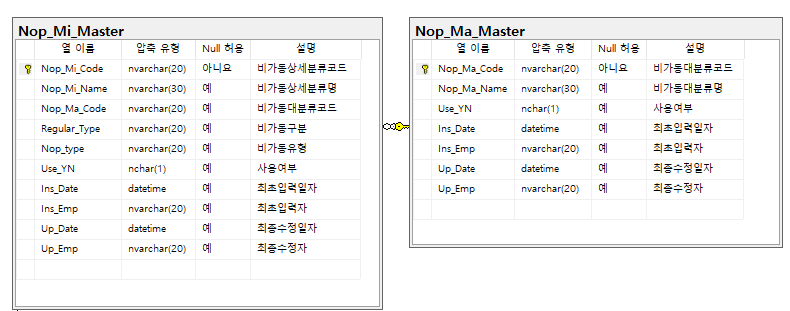 Nop_Mi_Master
열 이름 압축 유형 Null 허용 설명
Nop_Mi_Code nvarchar(20) 아니요 비가동상세분류코드
Nop_Mi_Name nvarchar(30) 예 비가동상세분류명
Nop_Ma_Code nvarchar(20) 예 비가동대분류코드
Regular_Type nvarchar(20) 예 비가동구분
Nop_type nvarchar(20) 예 비가동유형
Use_YN nchar(1) 예 사용여부
Ins_Date datetime 예 최초입력일자
Ins_Emp nvarchar(20) 예 최초입력자
Up_Date datetime 예 최종수정일자
Up_Emp nvarchar(20) 예 최종수정자
Nop_Ma_Master
열 이름 압축 유형 Null 허용 설명
Nop_Ma_Code nvarchar(20) 아니요 비가동대분류코드
Nop_Ma_Name nvarchar(30) 예 비가동대분류명
Use_YN nchar(1) 예 사용여부
Ins_Date datetime 예 최초입력일자
Ins_Emp nvarchar(20) 예 최초입력자
Up_Date datetime 예 최종수정일자
Up_Emp nvarchar(20) 예 최종수정자